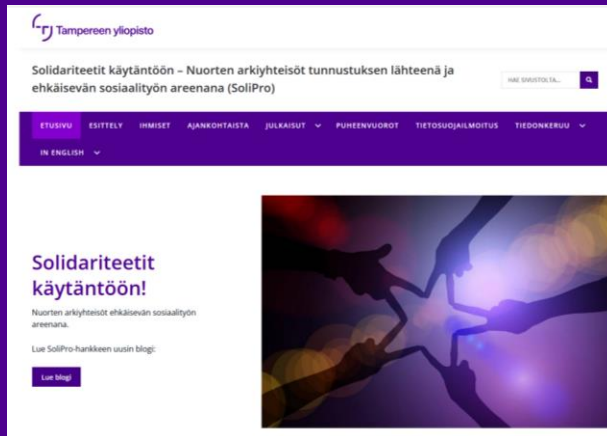 Tampereen yliopisto
Solidariteetit käytäntöön – Nuorten arkiyhteisöt tunnustuksen lähteenä ja
ehkäisevän sosiaalityön areenana (SoliPro)
HAE SIVUSTOLTA...
ETUSIVU ESITTELY IHMISET AJANKOHTAISTA JULKAISUT PUHEENVUOROT TIETOSUOJAILMOITUS TIEDONKERUU
IN ENGLISH
Solidariteetit
käytäntöön!
Nuorten arkiyhteisöt ehkäisevän sosiaalityön
areenana.
Lue SoliPro-hankkeen uusin blogi:
Lue blogi